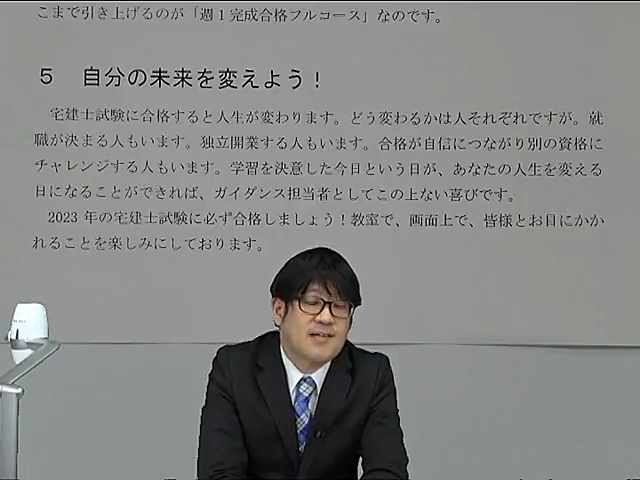 こまで引き上げるのが「週１完成合格フルコース」なのです。
５　自分の未来を変えよう！
宅建士試験に合格すると人生が変わります。どう変わるかは人それぞれですが。就
職が決まる人もいます。独立開業する人もいます。合格が自信につながり別の資格に
チャレンジする人もいます。学習を決意した今日という日が、あなたの人生を変える
日になることができれば、ガイダンス担当者としてこの上ない喜びです。
2023 年の宅建士試験に必ず合格しましょう！教室で、画面上で、皆様とお目にかか
れることを楽しみにしております。